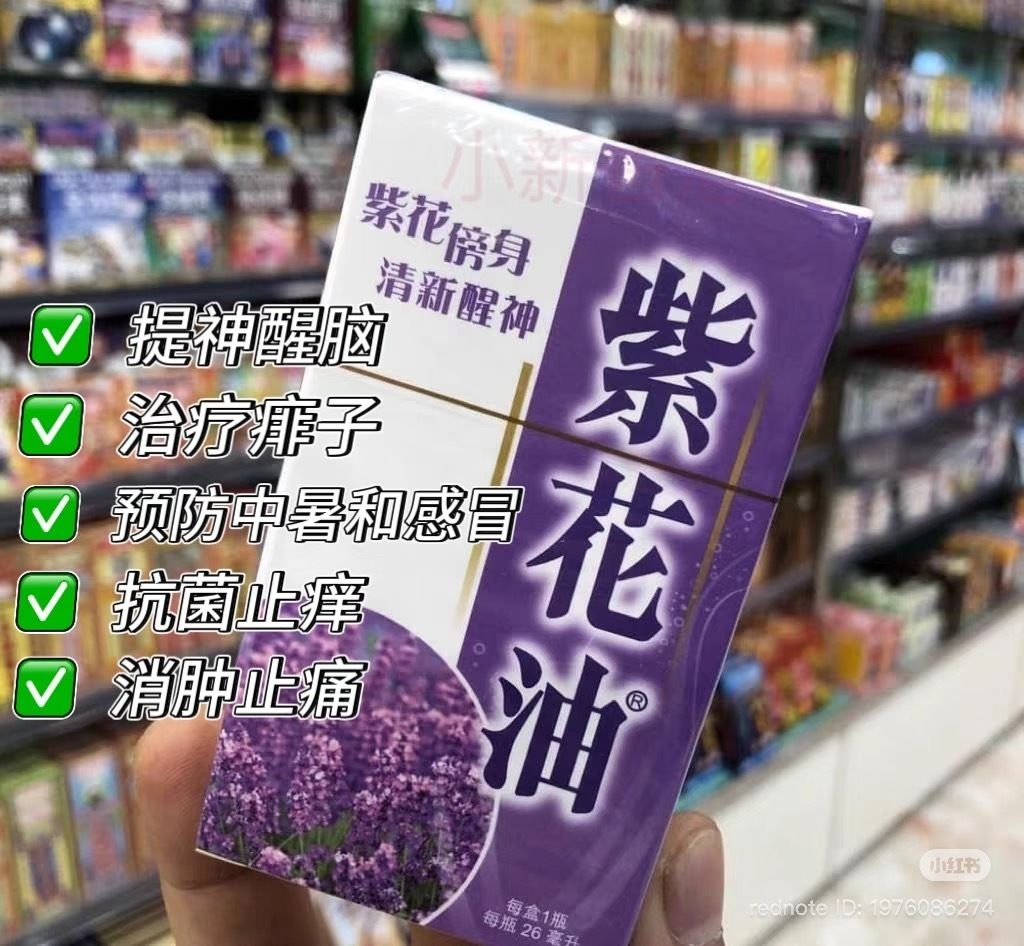 小新
紫花傍身
清新醒神
紫花油®
提神醒脑
治疗痱子
预防中暑和感冒
抗菌止痒
消肿止痛
每盒1瓶
每瓶 26 毫升
小红书
rednote ID: 1976086274